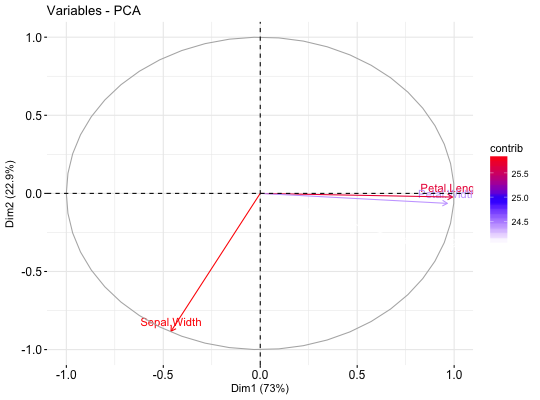 Variables - PCA
contrib
25.5
25.0
24.5
1.0
0.5
0.0
-0.5
-1.0
Petal.Leng
Sepal.Width
-1.0
-0.5
0.0
0.5
1.0
Dim1 (73%)
Dim2 (22.9%)